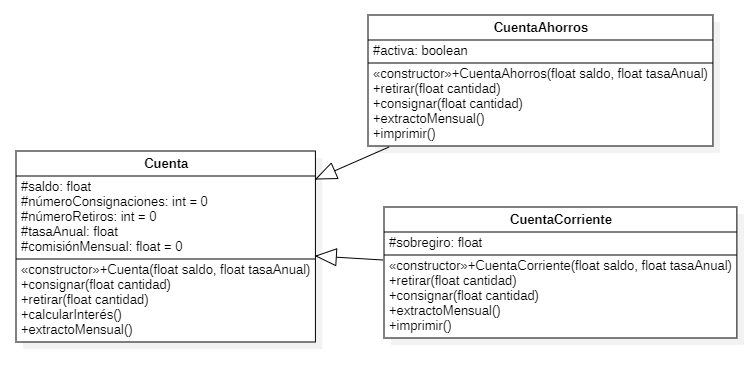 CuentaAhorros
#activa: boolean
«constructor»+CuentaAhorros(float saldo, float tasaAnual)
+retirar(float cantidad)
+consignar(float cantidad)
+extractoMensual()
+imprimir()
Cuenta
#saldo: float
#númeroConsignaciones: int = 0
#númeroRetiros: int = 0
#tasaAnual: float
#comisiónMensual: float = 0
«constructor»+Cuenta(float saldo, float tasaAnual)
+consignar(float cantidad)
+retirar(float cantidad)
+calcularInterés()
+extractoMensual()
CuentaCorriente
#sobregiro: float
«constructor»+CuentaCorriente(float saldo, float tasaAnual)
+retirar(float cantidad)
+consignar(float cantidad)
+extractoMensual()
+imprimir()